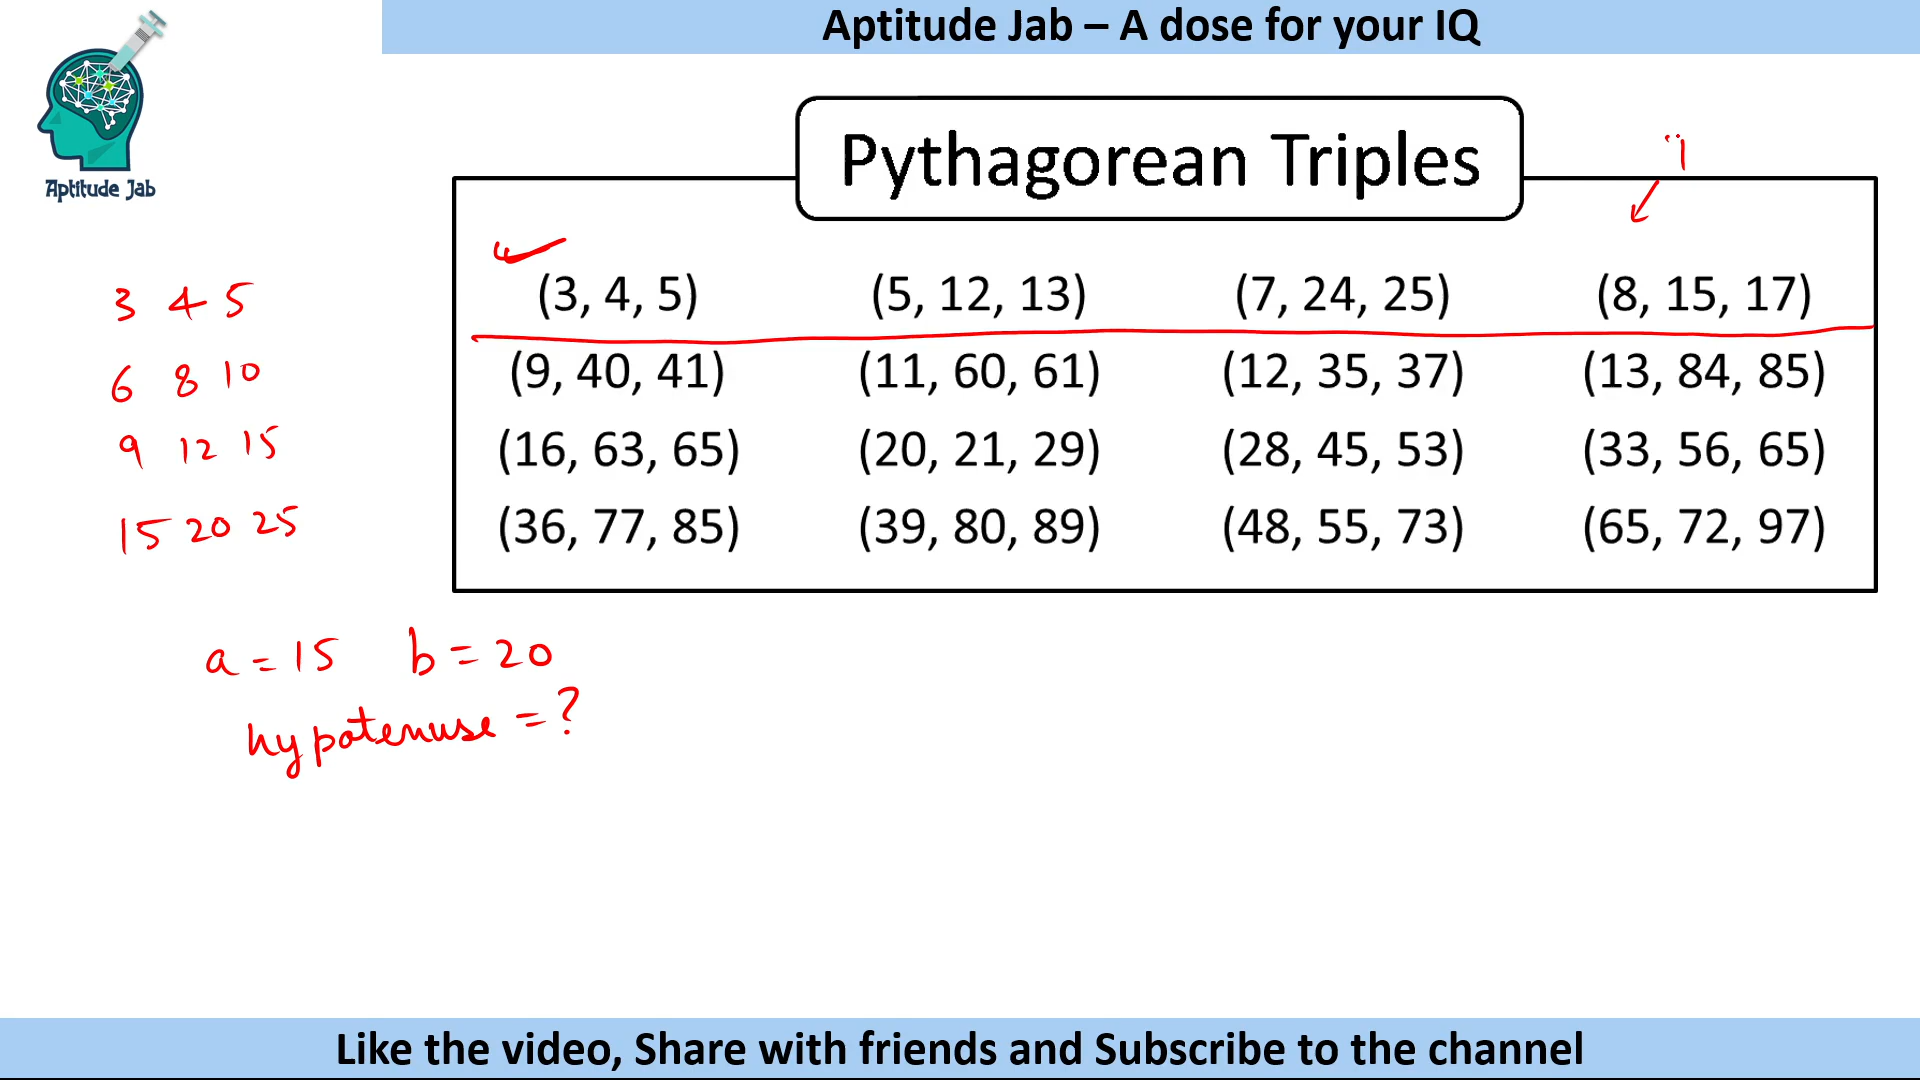 Aptitude Jab – A dose for your IQ
Aptitude Jab
Pythagorean Triples
(3, 4, 5) (5, 12, 13) (7, 24, 25) (8, 15, 17)
(9, 40, 41) (11, 60, 61) (12, 35, 37) (13, 84, 85)
(16, 63, 65) (20, 21, 29) (28, 45, 53) (33, 56, 65)
(36, 77, 85) (39, 80, 89) (48, 55, 73) (65, 72, 97)
3 4 5
6 8 10
9 12 15
15 20 25
a = 15 b = 20
hypotenuse = ?
Like the video, Share with friends and Subscribe to the channel